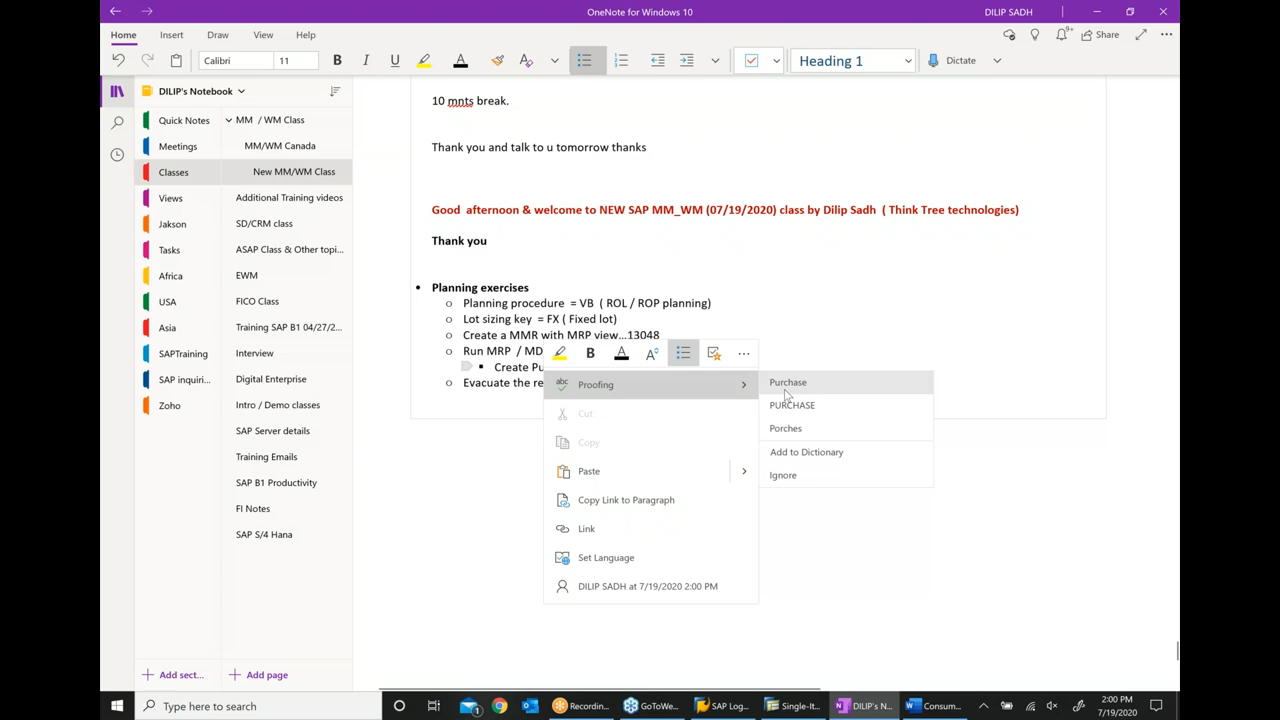 OneNote for Windows 10
DILIP SADH
Home
Insert
Draw
View
Help
9+
Share
Calibri
11
B
I
U
Heading 1
Dictate
DILIP's Notebook
Quick Notes
Meetings
Classes
Views
Jakson
Tasks
Africa
USA
Asia
SAPTraining
SAP inquiri...
Zoho
Add sect...
MM / WM Class
MM/WM Canada
New MM/WM Class
Additional Training videos
SD/CRM class
ASAP Class & Other topi...
EWM
FICO Class
Training SAP B1 04/27/2...
Interview
Digital Enterprise
Intro / Demo classes
SAP Server details
Training Emails
SAP B1 Productivity
FI Notes
SAP S/4 Hana
Add page
10 mnts break.
Thank you and talk to u tomorrow thanks
Good afternoon & welcome to NEW SAP MM_WM (07/19/2020) class by Dilip Sadh ( Think Tree technologies)
Thank you
• Planning exercises
o Planning procedure = VB ( ROL / ROP planning)
o Lot sizing key = FX ( Fixed lot)
o Create a MMR with MRP view...13048
o Run MRP / MD
▪ Create Pu
o Evacuate the re
B
A
A
abc Proofing
Cut
Copy
Paste
Copy Link to Paragraph
Link
Set Language
DILIP SADH at 7/19/2020 2:00 PM
Purchase
PURCHASE
Porches
Add to Dictionary
Ignore
Type here to search
1
Recordin...
GoToWe...
SAP Log...
Single-It...
DILIP's N...
Consum...
2:00 PM
7/19/2020